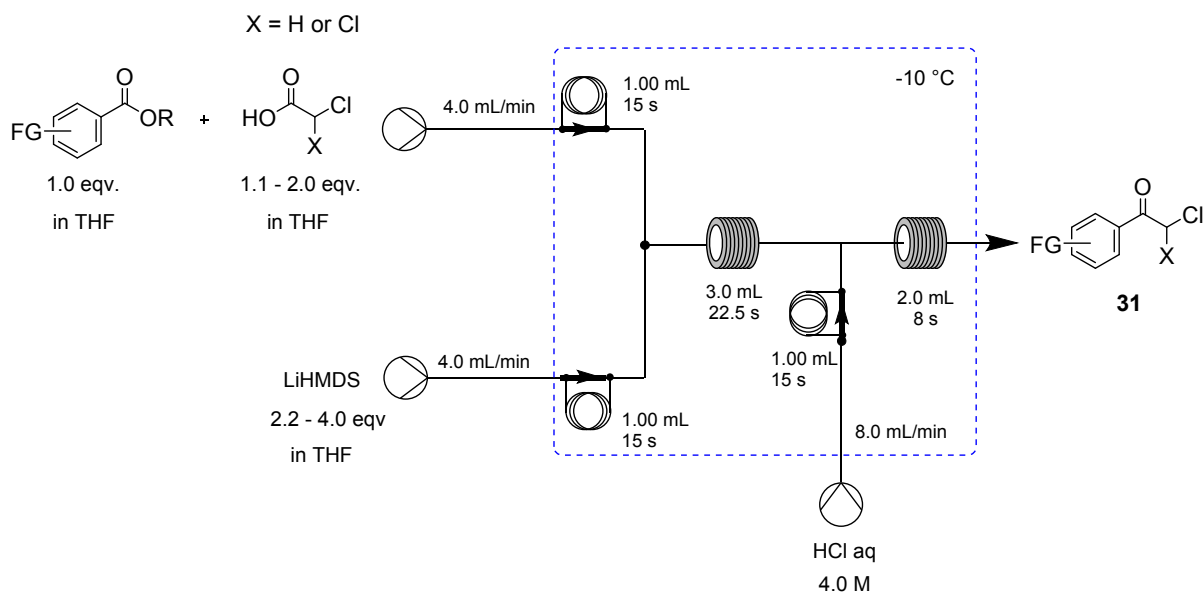 X = H or Cl
O
FG
OR
1.0 eqv.
in THF
+
O
HO
Cl
X
1.1 - 2.0 eqv.
in THF
4.0 mL/min
1.00 mL
15 s
-10 °C
3.0 mL
22.5 s
2.0 mL
8 s
1.00 mL
15 s
O
Cl
FG
X
31
LiHMDS
2.2 - 4.0 eqv
in THF
4.0 mL/min
1.00 mL
15 s
8.0 mL/min
HCl aq
4.0 M